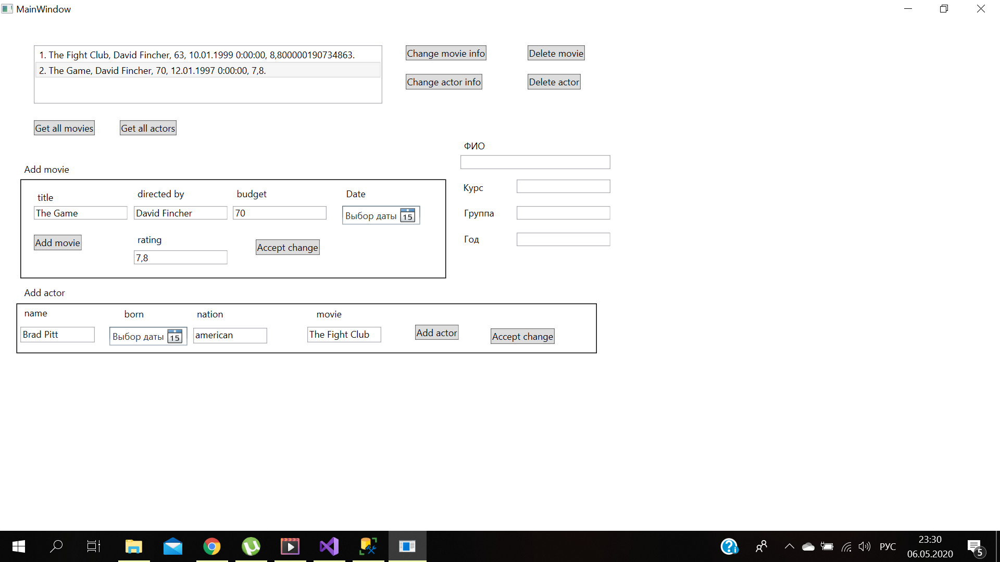 MainWindow
1. The Fight Club, David Fincher, 63, 10.01.1999 0:00:00, 8,800000190734863.
2. The Game, David Fincher, 70, 12.01.1997 0:00:00, 7,8.
Change movie info
Delete movie
Change actor info
Delete actor
Get all movies
Get all actors
ФИО
Курс
Группа
Год
Add movie
title
directed by
budget
Date
The Game
David Fincher
70
Выбор даты
15
Add movie
rating
7,8
Accept change
Add actor
name
born
nation
movie
Brad Pitt
Выбор даты
15
american
The Fight Club
Add actor
Accept change
РУС
23:30
06.05.2020
5